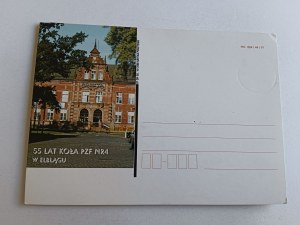 55 LAT KOŁA PZF NR4
W ELBLĄGU